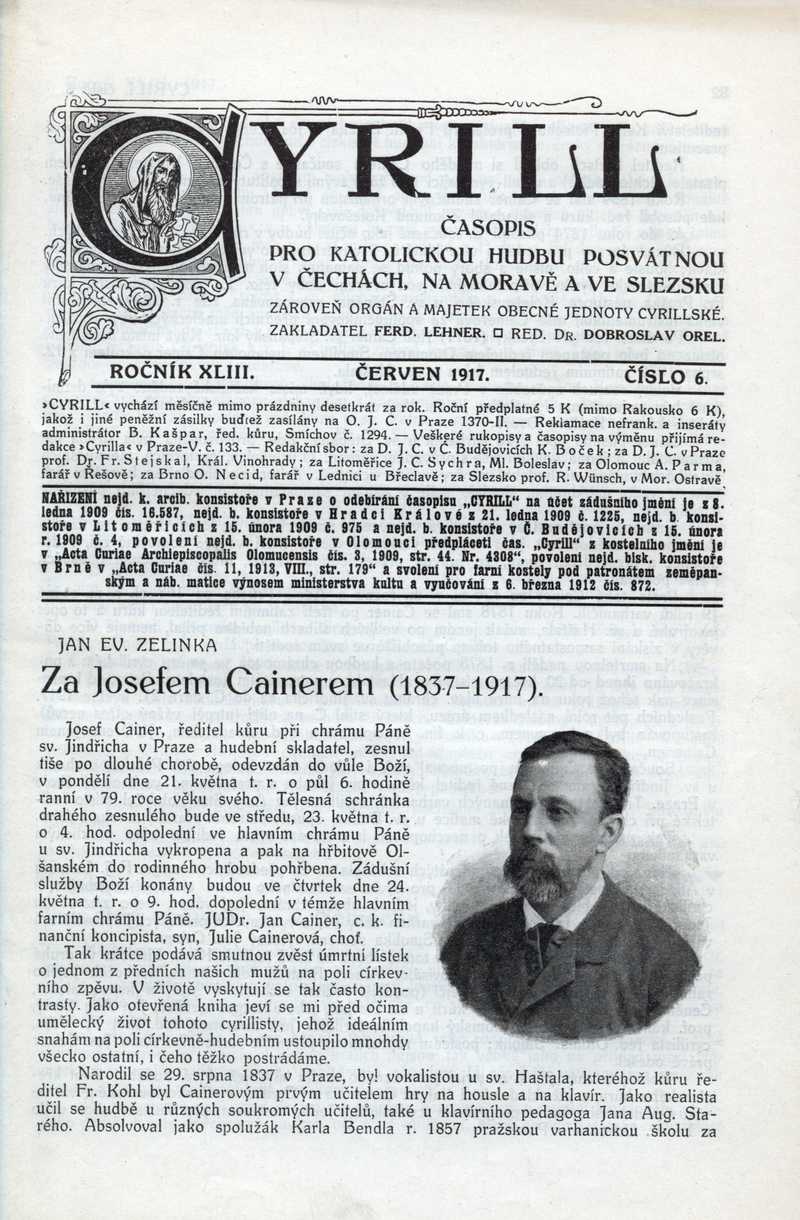 CYRILL
ČASOPIS
PRO KATOLICKOU HUDBU POSVÁTNOU
V ČECHÁCH, NA MORAVĚ A VE SLEZSKU
ZÁROVEŇ ORGÁN A MAJETEK OBECNÉ JEDNOTY CYRILLSKÉ.
ZAKLADATEL FERD. LEHNER. □ RED. DR. DOBROSLAV OREL.
ROČNÍK XLIII. ČERVEN 1917. ČÍSLO 6.
»CYRILL« vychází měsíčně mimo prázdniny desetkrát za rok. Roční předplatné 5 K (mimo Rakousko 6 K),
jakož i jiné peněžní zásilky buďtež zasílány na O. J. C. v Praze 1370-II. — Reklamace nefrank. a inseráty
administrátor B. Kašpar, řed. kůru, Smíchov č. 1294. — Veškeré rukopisy a časopisy na výměnu přijímá re-
dakce »Cyrilla« v Praze-V. č. 133. — Redakční sbor: za D. J. C. v Č. Budějovicích K. Boček; za D. J. C. v Praze
prof. Dr. Fr. Stejskal, Král. Vinohrady; za Litoměřice J. C. Sychra, Ml. Boleslav; za Olomouc A. Parma,
farář v Řešově; za Brno O. Necid, farář v Lednici u Břeclavě; za Slezsko prof. R. Wünsch, v Mor. Ostravě
NAŘÍZENÍ nejd. k. arcib. konsistoře v Praze o odebírání časopisu „CYRILL“ na účet zádušního jmění je z 8.
ledna 1909 čís. 16.587, nejd. b. konsistoře v Hradci Králové z 21. ledna 1909 č. 1225, nejd. b. konsi-
stoře v Litoměřicích z 15. února 1909 č. 975 a nejd. b. konsistoře v Č. Budějovicích z 15. února
r. 1909 č. 4, povolení nejd. b. konsistoře v Olomouci předpláceti čas. „Cyrill“ z kostelního jmění je
v „Acta Curiae Archiepiscopalis Olomucensis čís. 3, 1909, str. 44. Nr. 4308“, povolení nejd. bisk. konsistoře
v Brně v „Acta Curiae čís. 11, 1913, VIII., str. 179“ a svolení pro farní kostely pod patronátem zeměpan-
ským a náb. matice výnosem ministerstva kultu a vyučování z 6. března 1912 čís. 872.
JAN EV. ZELINKA
Za Josefem Cainerem (1837–1917).
Josef Cainer, ředitel kůru při chrámu Páně
sv. Jindřicha v Praze a hudební skladatel, zesnul
tiše po dlouhé chorobě, odevzdán do vůle Boží,
v pondělí dne 21. května t. r. o půl 6. hodině
ranní v 79. roce věku svého. Tělesná schránka
drahého zesnulého bude ve středu, 23. května t. r.
o 4. hod. odpolední ve hlavním chrámu Páně
u sv. Jindřicha vykropena a pak na hřbitově Ol-
šanském do rodinného hrobu pohřbena. Zádušní
služby Boží konány budou ve čtvrtek dne 24.
května t. r. o 9. hod. dopolední v témže hlavním
farním chrámu Páně. JUDr. Jan Cainer, c. k. fi-
nanční koncipista, syn, Julie Cainerová, choť.
Tak krátce podává smutnou zvěst úmrtní lístek
o jednom z předních našich mužů na poli církev-
ního zpěvu. V životě vyskytují se tak často kon-
trasty. Jako otevřená kniha jeví se mi před očima
umělecký život tohoto cyrillisty, jehož ideálním
snahám na poli církevně-hudebním ustoupilo mnohdy
všecko ostatní, i čeho těžko postrádáme.
Narodil se 29. srpna 1837 v Praze, byl vokalistou u sv. Haštala, kteréhož kůru ře-
ditel Fr. Kohl byl Cainerovým prvým učitelem hry na housle a na klavír. Jako realista
učil se hudbě u různých soukromých učitelů, také u klavírního pedagoga Jana Aug. Sta-
rého. Absolvoval jako spolužák Karla Bendla r. 1857 pražskou varhanickou školu za